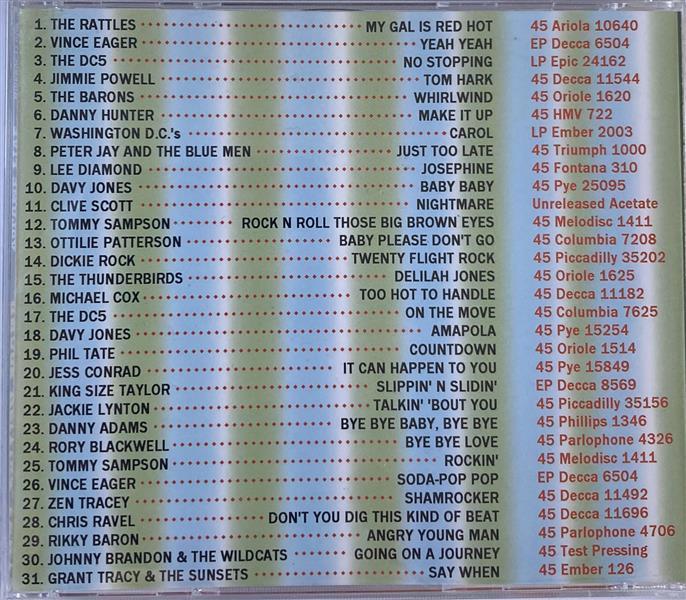 1. THE RATTLES MY GAL IS RED HOT 45 Ariola 10640
2. VINCE EAGER YEAH YEAH EP Decca 6504
3. THE DC5 NO STOPPING LP Epic 24162
4. JIMMIE POWELL TOM HARK 45 Decca 11544
5. THE BARONS WHIRLWIND 45 Oriole 1620
6. DANNY HUNTER MAKE IT UP 45 HMV 722
7. WASHINGTON D.C.'s CAROL LP Ember 2003
8. PETER JAY AND THE BLUE MEN JUST TOO LATE 45 Triumph 1000
9. LEE DIAMOND JOSEPHINE 45 Fontana 310
10. DAVY JONES BABY BABY 45 Pye 25095
11. CLIVE SCOTT NIGHTMARE Unreleased Acetate
12. TOMMY SAMPSON ROCK N ROLL THOSE BIG BROWN EYES 45 Melodisc 1411
13. OTTILIE PATTERSON BABY PLEASE DON'T GO 45 Columbia 7208
14. DICKIE ROCK TWENTY FLIGHT ROCK 45 Piccadilly 35202
15. THE THUNDERBIRDS DELILAH JONES 45 Oriole 1625
16. MICHAEL COX TOO HOT TO HANDLE 45 Decca 11182
17. THE DC5 ON THE MOVE 45 Columbia 7625
18. DAVY JONES AMAPOLA 45 Pye 15254
19. PHIL TATE COUNTDOWN 45 Oriole 1514
20. JESS CONRAD IT CAN HAPPEN TO YOU 45 Pye 15849
21. KING SIZE TAYLOR SLIPPIN' N SLIDIN' EP Decca 8569
22. JACKIE LYNTON TALKIN' 'BOUT YOU 45 Piccadilly 35156
23. DANNY ADAMS BYE BYE BABY, BYE BYE 45 Phillips 1346
24. RORY BLACKWELL BYE BYE LOVE 45 Parlophone 4326
25. TOMMY SAMPSON ROCKIN' 45 Melodisc 1411
26. VINCE EAGER SODA-POP POP EP Decca 6504
27. ZEN TRACEY SHAMROCKER 45 Decca 11492
28. CHRIS RAVEL DON'T YOU DIG THIS KIND OF BEAT 45 Decca 11696
29. RIKKY BARON ANGRY YOUNG MAN 45 Parlophone 4706
30. JOHNNY BRANDON & THE WILDCATS GOING ON A JOURNEY 45 Test Pressing
31. GRANT TRACY & THE SUNSETS SAY WHEN 45 Ember 126